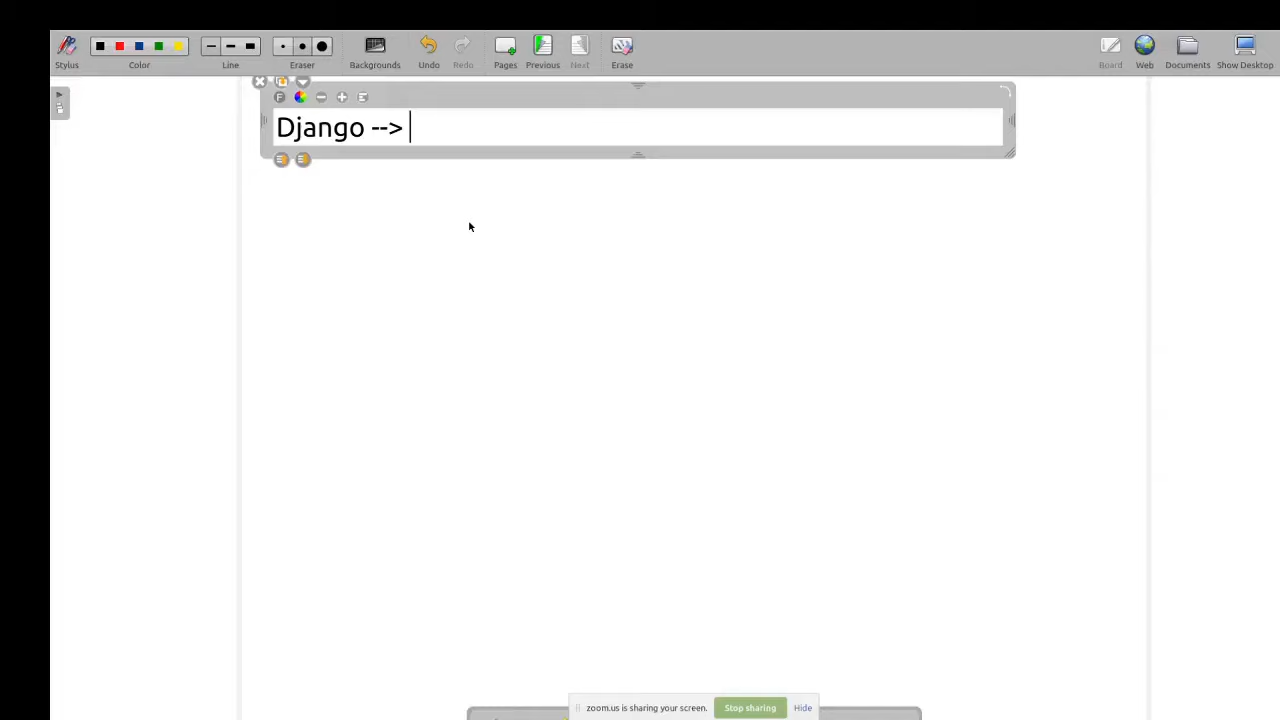 Stylus Color Line Eraser Backgrounds Undo Redo Pages Previous Next Erase Board Web Documents Show Desktop
F
Django -->
zoom.us is sharing your screen. Stop sharing Hide